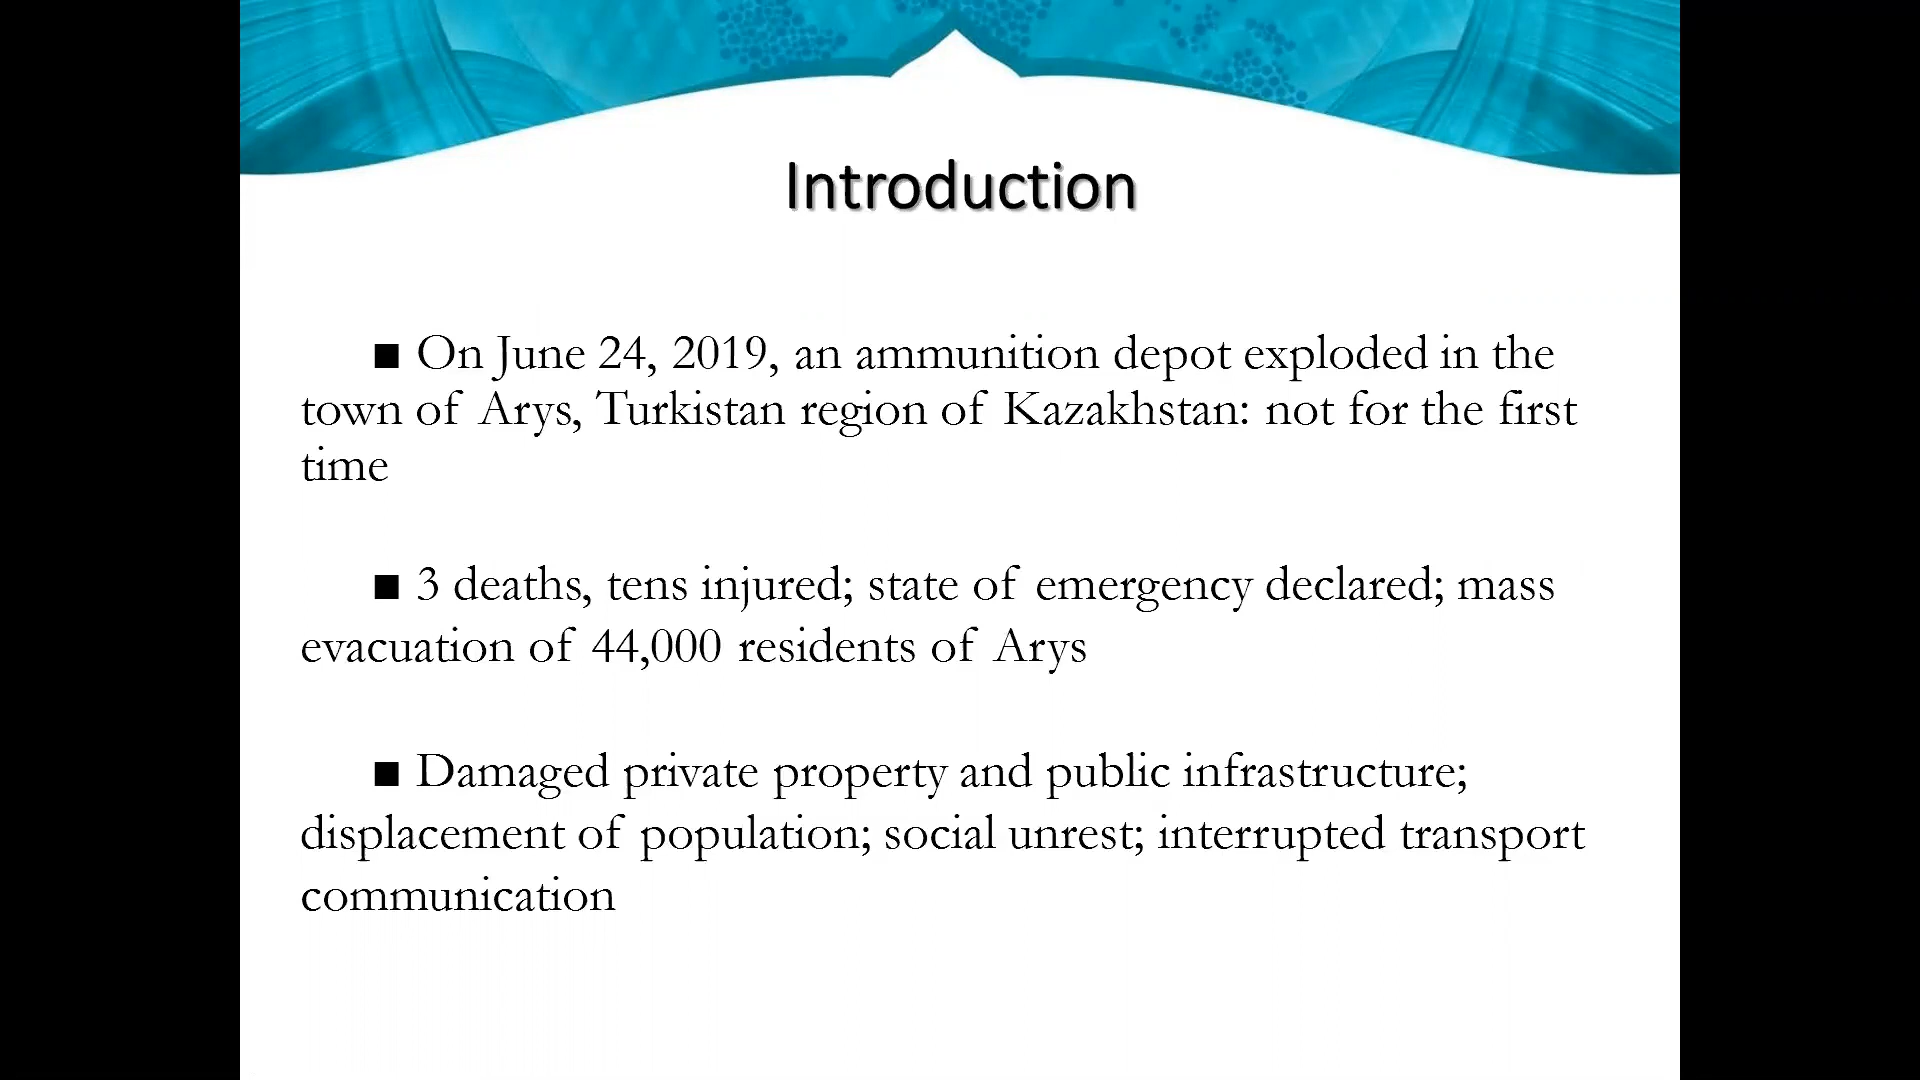 Introduction
■ On June 24, 2019, an ammunition depot exploded in the
town of Arys, Turkistan region of Kazakhstan: not for the first
time
■ 3 deaths, tens injured; state of emergency declared; mass
evacuation of 44,000 residents of Arys
■ Damaged private property and public infrastructure;
displacement of population; social unrest; interrupted transport
communication